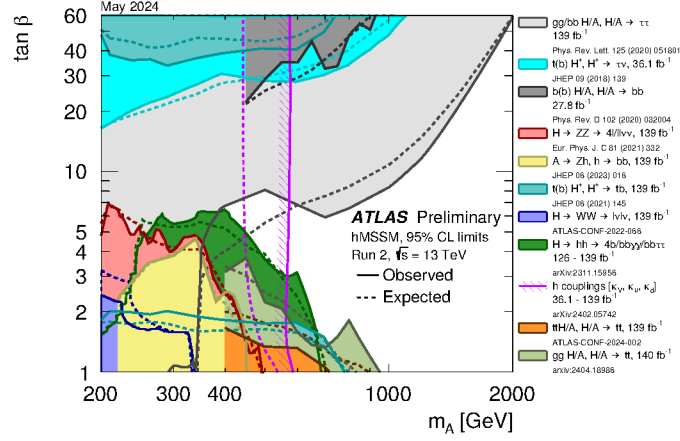 May 2024
tan β
60
40
30
20
10
5
4
3
2
1
200
300
400
1000
2000
m_A [GeV]
ATLAS Preliminary
hMSSM, 95% CL limits
Run 2, √s = 13 TeV
Observed
Expected
gg/bb H/A, H/A → ττ
139 fb⁻¹
Phys. Rev. Lett. 125 (2020) 051801
t(b) H⁺, H⁺ → τν, 36.1 fb⁻¹
JHEP 09 (2018) 139
b(b) H/A, H/A → bb
27.8 fb⁻¹
Phys. Rev. D 102 (2020) 032004
H → ZZ → 4l/llνν, 139 fb⁻¹
Eur. Phys. J. C 81 (2021) 332
A → Zh, h → bb, 139 fb⁻¹
JHEP 06 (2023) 016
t(b) H⁺, H⁺ → tb, 139 fb⁻¹
JHEP 06 (2021) 145
H → WW → lνlν, 139 fb⁻¹
ATLAS-CONF-2022-066
H → hh → 4b/bbγγ/bbττ
126 - 139 fb⁻¹
arXiv:2311.15956
h couplings [κ_V, κ_u, κ_d]
36.1 - 139 fb⁻¹
arXiv:2402.05742
ttH/A, H/A → tt, 139 fb⁻¹
ATLAS-CONF-2024-002
gg H/A, H/A → tt, 140 fb⁻¹
arxiv:2404.18986